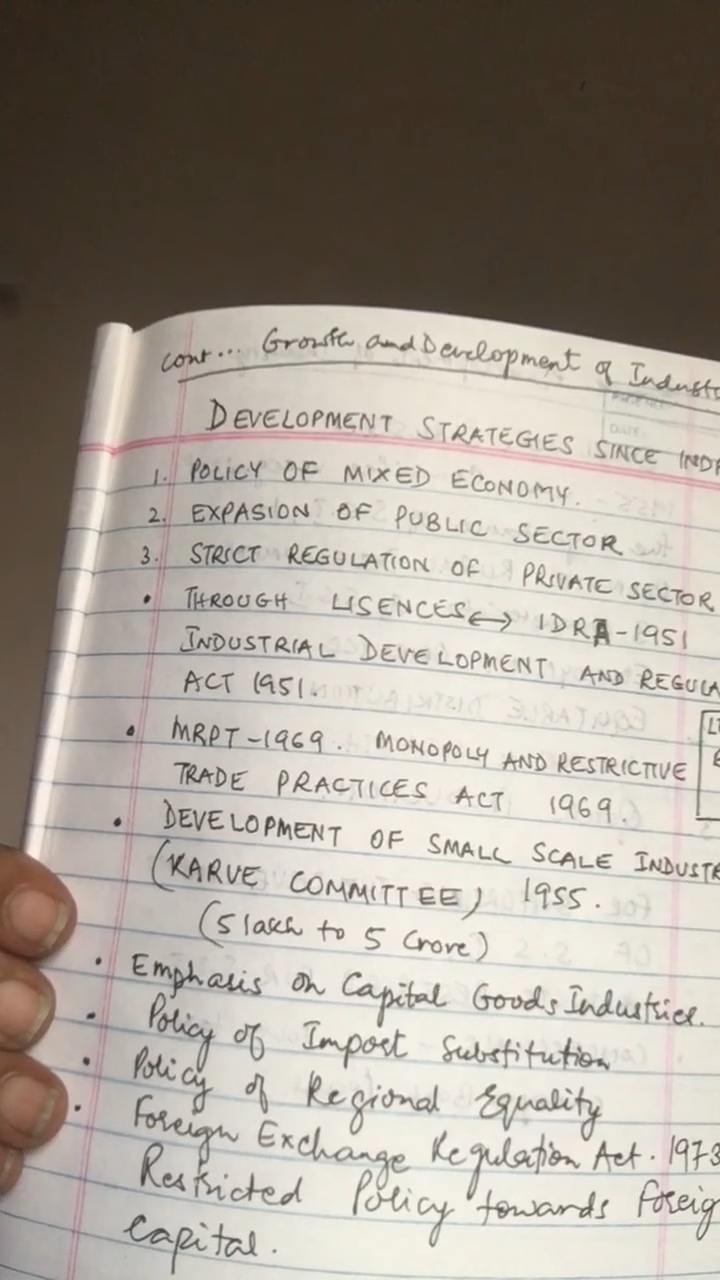 cont... Growth and Development of Indust
DEVELOPMENT STRATEGIES SINCE INDE
1. POLICY OF MIXED ECONOMY.
2. EXPASION OF PUBLIC SECTOR
3. STRICT REGULATION OF PRIVATE SECTOR
• THROUGH LISENCES ↔ IDRA-1951
INDUSTRIAL DEVELOPMENT AND REGULA
ACT 1951.
• MRPT-1969. MONOPOLY AND RESTRICTIVE
TRADE PRACTICES ACT 1969.
• DEVELOPMENT OF SMALL SCALE INDUSTR
(KARVE COMMITTEE) 1955.
(5 lakh to 5 Crore)
• Emphasis on Capital Goods Industries.
• Policy of Import Substitution
• Policy of Regional Equality
• Foreign Exchange Regulation Act. 1973
Restricted Policy towards foreig
capital.